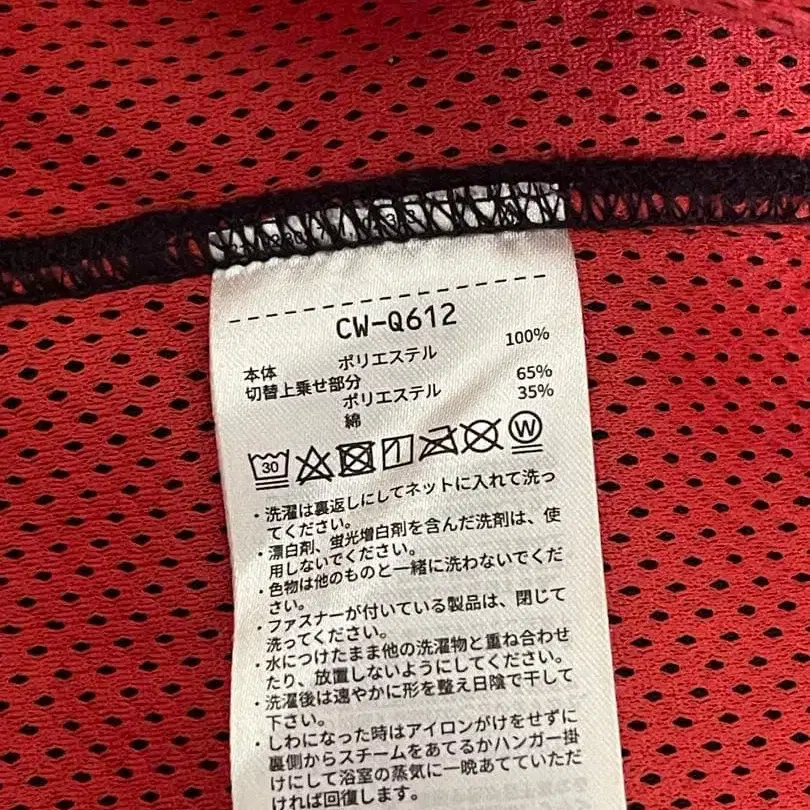 CW-Q612
本体 ポリエステル 100%
切替上乗せ部分
ポリエステル 65%
綿 35%
30 W
・洗濯は裏返しにしてネットに入れて洗っ
てください。
・漂白剤、蛍光増白剤を含んだ洗剤は、使
用しないでください。
・色物は他のものと一緒に洗わないでくだ
さい。
・ファスナーが付いている製品は、閉じて
洗ってください。
・水につけたまま他の洗濯物と重ね合わせ
たり、放置しないようにしてください。
・洗濯後は速やかに形を整え日陰で干して
下さい。
・しわになった時はアイロンがけをせずに
裏側からスチームをあてるかハンガー掛
けにして浴室の蒸気に一晩あてていただ
ければ回復します。